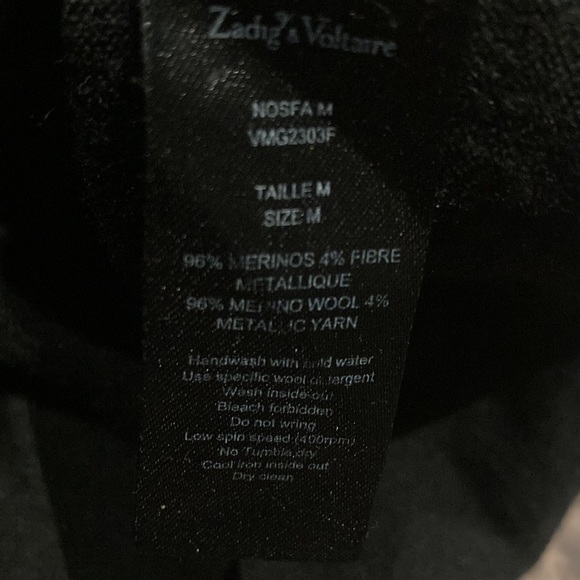 Zadig & Voltaire
NOSFA M
VMG2303F
TAILLE M
SIZE M
96% MERINOS 4% FIBRE
METALLIQUE
96% MERINO WOOL 4%
METALLIC YARN
Handwash with cold water
Use specific wool detergent
Wash inside out
Bleach forbidden
Do not wring
Low spin speed (400rpm)
No Tumble dry
Cool iron inside out
Dry clean